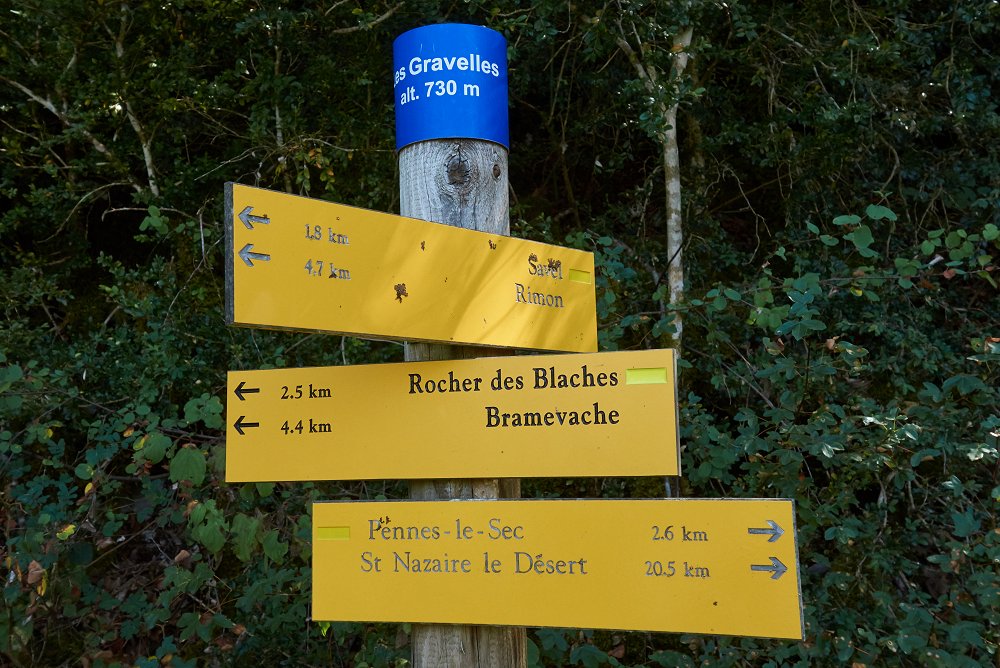 es Gravelles
alt. 730 m
← 1.8 km Savel
← 4.7 km Rimon
← 2.5 km Rocher des Blaches
← 4.4 km Bramevache
Pennes-le-Sec 2.6 km →
St Nazaire le Désert 20.5 km →